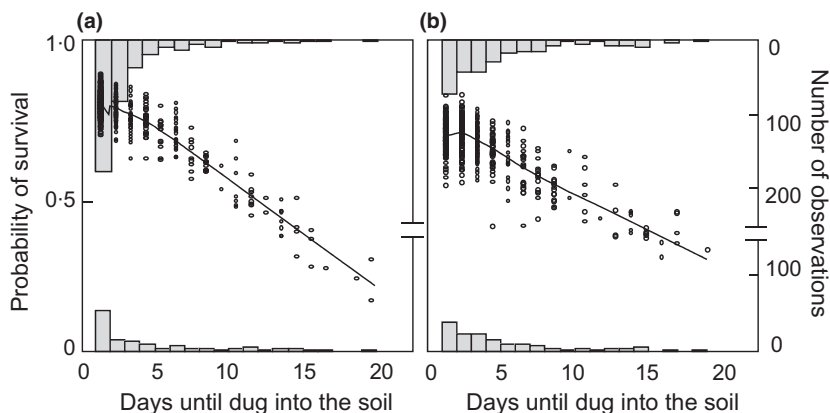 (a)
(b)
1·0
0·5
0
Probability of survival
0
100
200
100
0
Number of observations
0 5 10 15 20
0 5 10 15 20
Days until dug into the soil
Days until dug into the soil